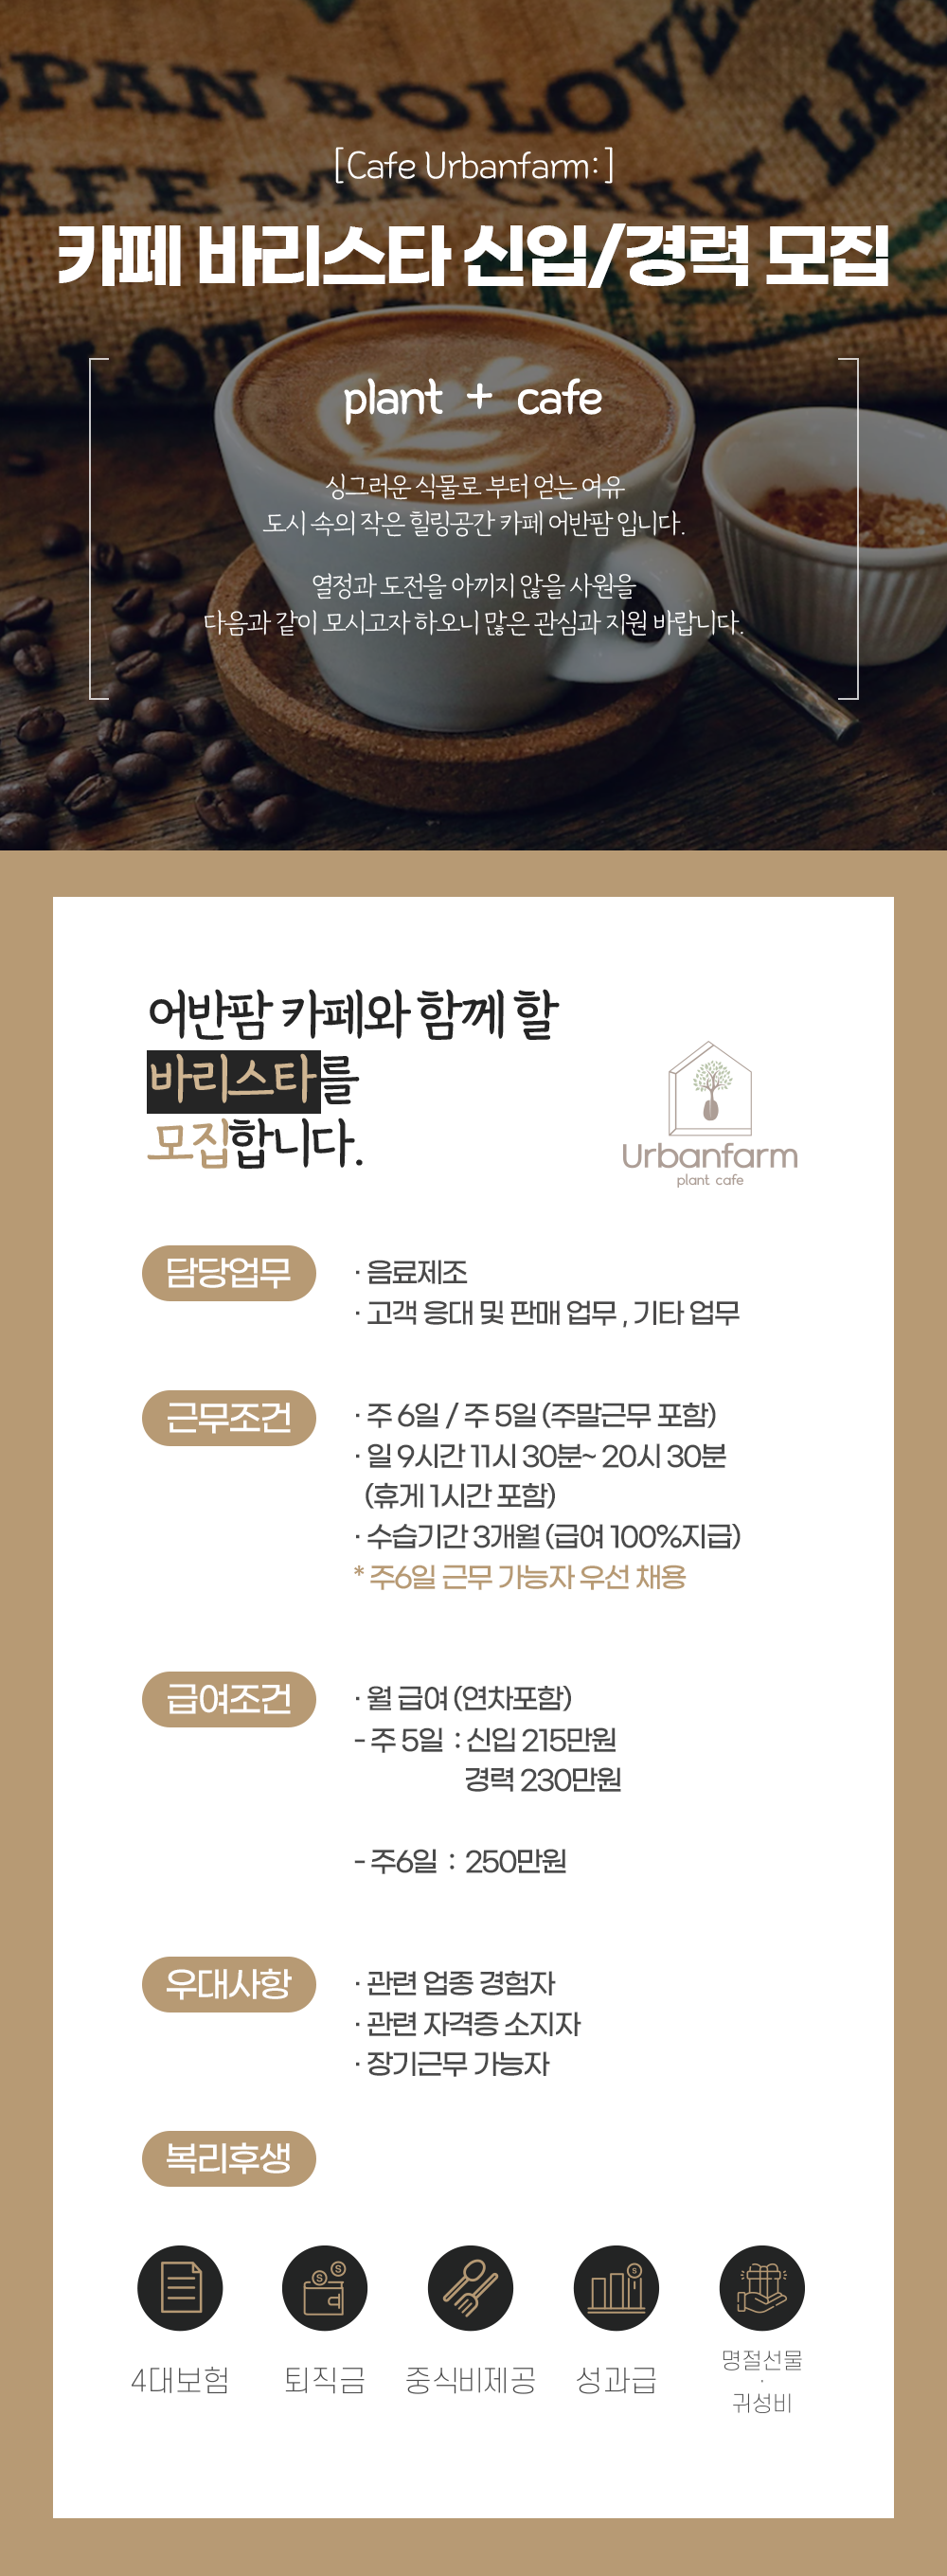 PAN BOLOV
[Cafe Urbanfarm:]
카페 바리스타 신입/경력 모집
plant + cafe
싱그러운 식물로 부터 얻는 여유
도시 속의 작은 힐링공간 카페 어반팜 입니다.
열정과 도전을 아끼지 않을 사원을
다음과 같이 모시고자 하오니 많은 관심과 지원 바랍니다.
어반팜 카페와 함께 할
바리스타를
모집합니다.
Urbanfarm
plant cafe
담당업무
· 음료제조
· 고객 응대 및 판매 업무 , 기타 업무
근무조건
· 주 6일 / 주 5일 (주말근무 포함)
· 일 9시간 11시 30분~ 20시 30분
(휴게 1시간 포함)
· 수습기간 3개월 (급여 100%지급)
* 주6일 근무 가능자 우선 채용
급여조건
· 월 급여 (연차포함)
- 주 5일 : 신입 215만원
경력 230만원
- 주6일 : 250만원
우대사항
· 관련 업종 경험자
· 관련 자격증 소지자
· 장기근무 가능자
복리후생
4대보험
퇴직금
중식비제공
성과급
명절선물
·
귀성비